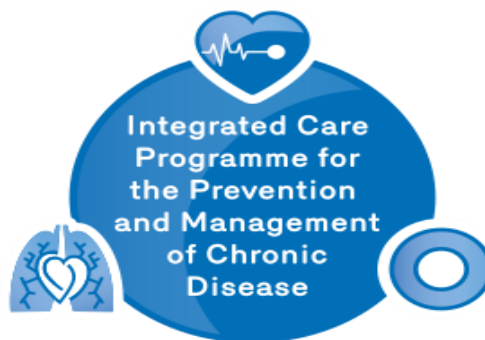 Integrated Care
Programme for
the Prevention
and Management
of Chronic
Disease